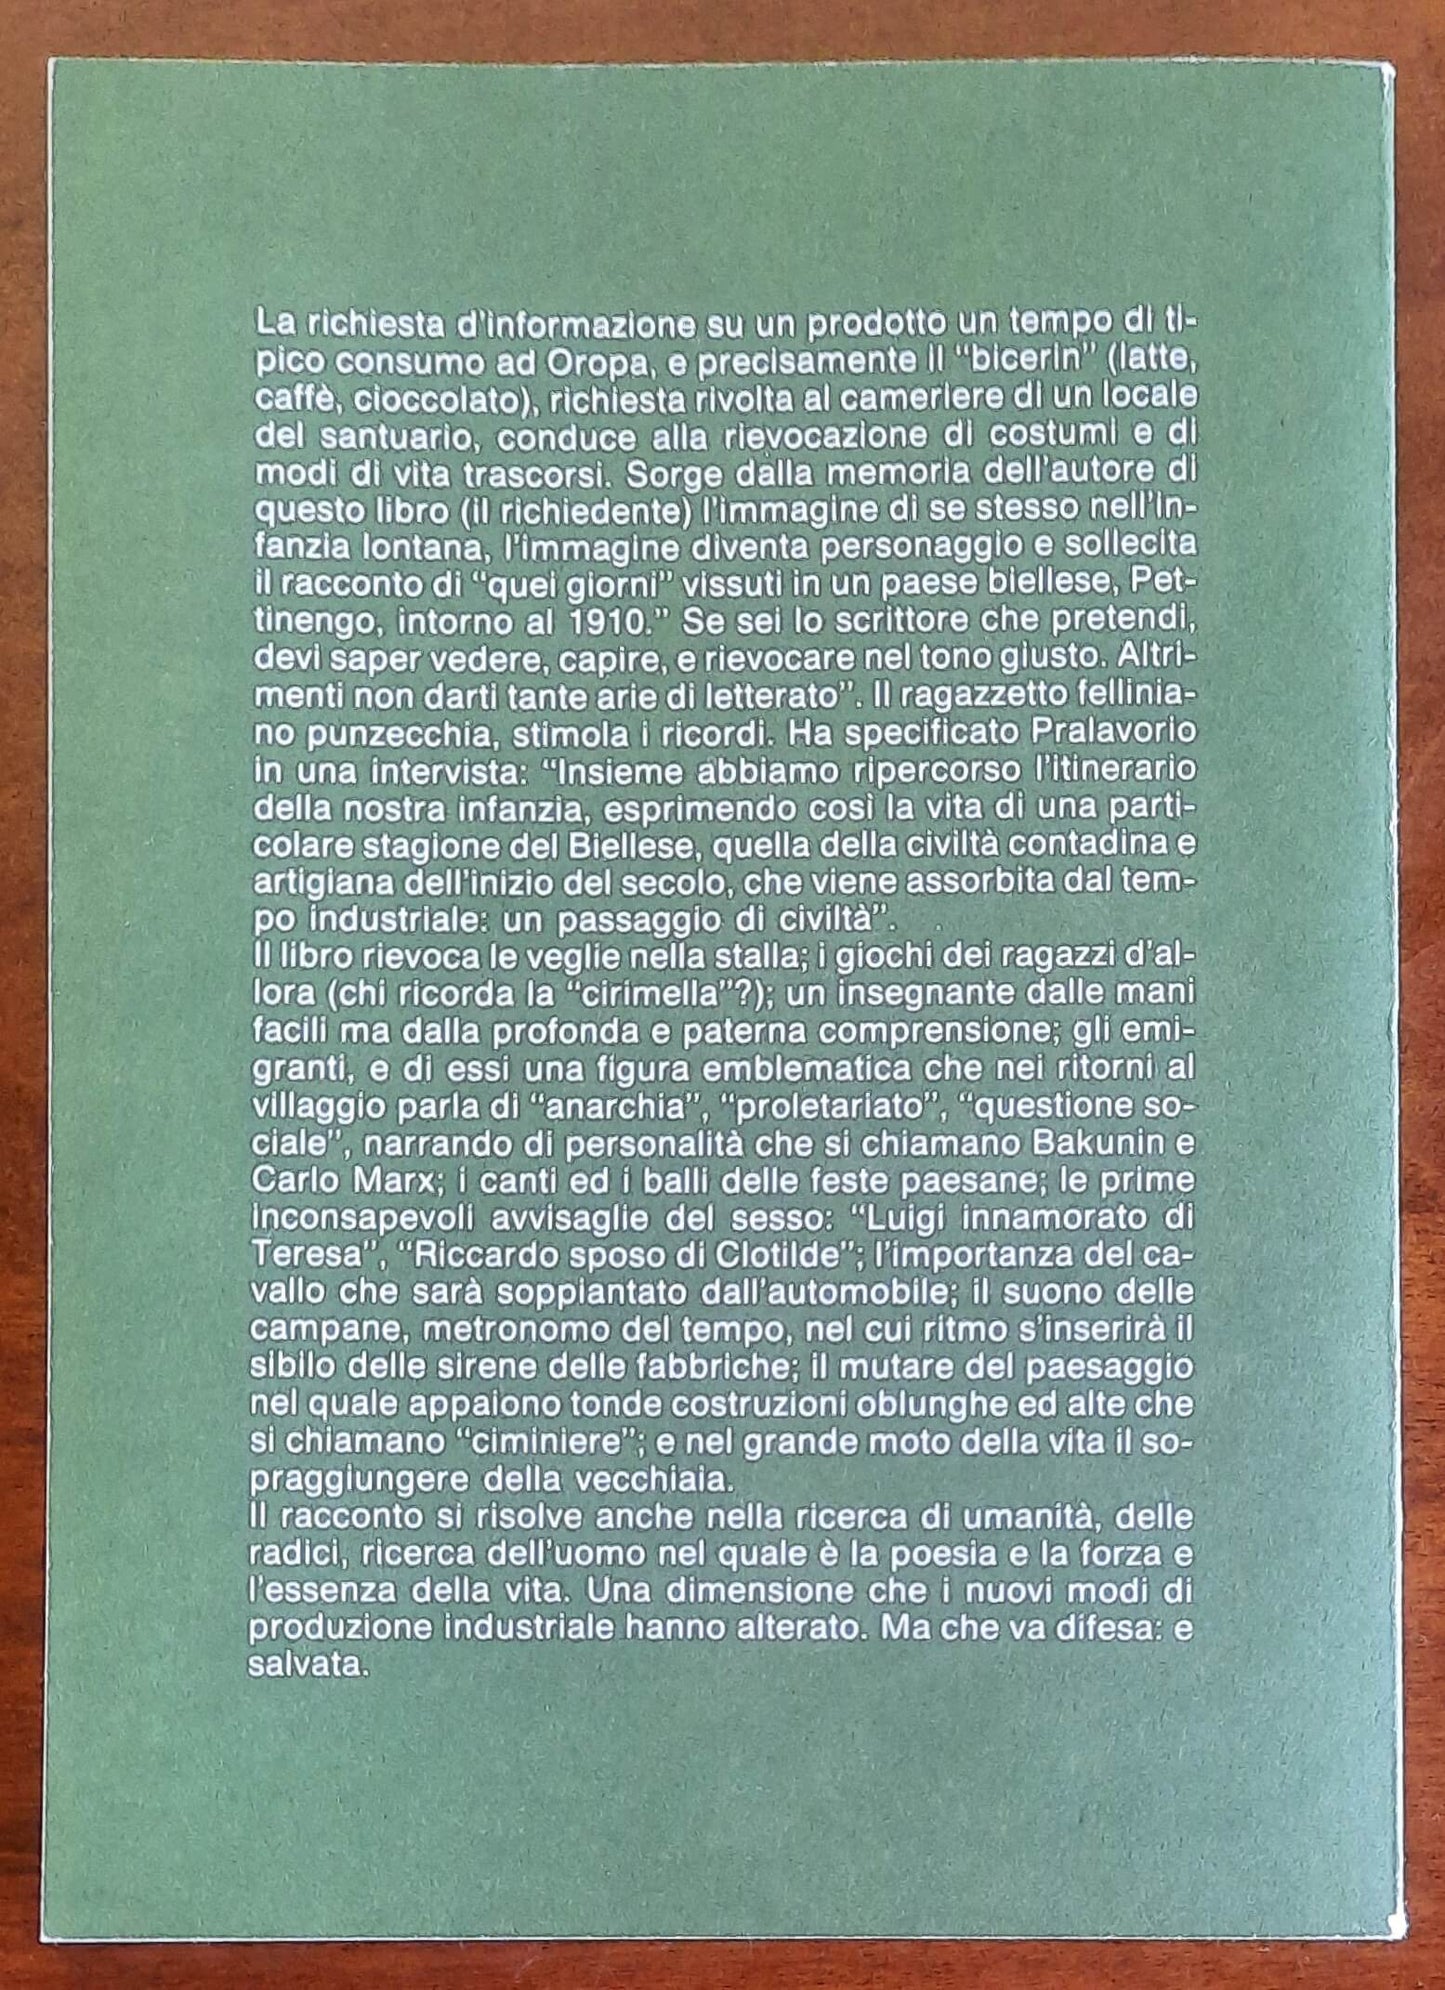 La richiesta d'informazione su un prodotto un tempo di ti-
pico consumo ad Oropa, e precisamente il “bicerin” (latte,
caffè, cioccolato), richiesta rivolta al cameriere di un locale
del santuario, conduce alla rievocazione di costumi e di
modi di vita trascorsi. Sorge dalla memoria dell'autore di
questo libro (il richiedente) l'immagine di se stesso nell'in-
fanzia lontana, l'immagine diventa personaggio e sollecita
il racconto di “quei giorni” vissuti in un paese biellese, Pet-
tinengo, intorno al 1910.” Se sei lo scrittore che pretendi,
devi saper vedere, capire, e rievocare nel tono giusto. Altri-
menti non darti tante arie di letterato”. Il ragazzetto fellinia-
no punzecchia, stimola i ricordi. Ha specificato Pralavorio
in una intervista: “Insieme abbiamo ripercorso l'itinerario
della nostra infanzia, esprimendo così la vita di una parti-
colare stagione del Biellese, quella della civiltà contadina e
artigiana dell'inizio del secolo, che viene assorbita dal tem-
po industriale: un passaggio di civiltà”.
Il libro rievoca le veglie nella stalla; i giochi dei ragazzi d'al-
lora (chi ricorda la “cirimella”?); un insegnante dalle mani
facili ma dalla profonda e paterna comprensione; gli emi-
granti, e di essi una figura emblematica che nei ritorni al
villaggio parla di “anarchia”, “proletariato”, “questione so-
ciale”, narrando di personalità che si chiamano Bakunin e
Carlo Marx; i canti ed i balli delle feste paesane; le prime
inconsapevoli avvisaglie del sesso: “Luigi innamorato di
Teresa”, “Riccardo sposo di Clotilde”; l'importanza del ca-
vallo che sarà soppiantato dall'automobile; il suono delle
campane, metronomo del tempo, nel cui ritmo s'inserirà il
sibilo delle sirene delle fabbriche; il mutare del paesaggio
nel quale appaiono tonde costruzioni oblunghe ed alte che
si chiamano “ciminiere”; e nel grande moto della vita il so-
praggiungere della vecchiaia.
Il racconto si risolve anche nella ricerca di umanità, delle
radici, ricerca dell'uomo nel quale è la poesia e la forza e
l'essenza della vita. Una dimensione che i nuovi modi di
produzione industriale hanno alterato. Ma che va difesa: e
salvata.